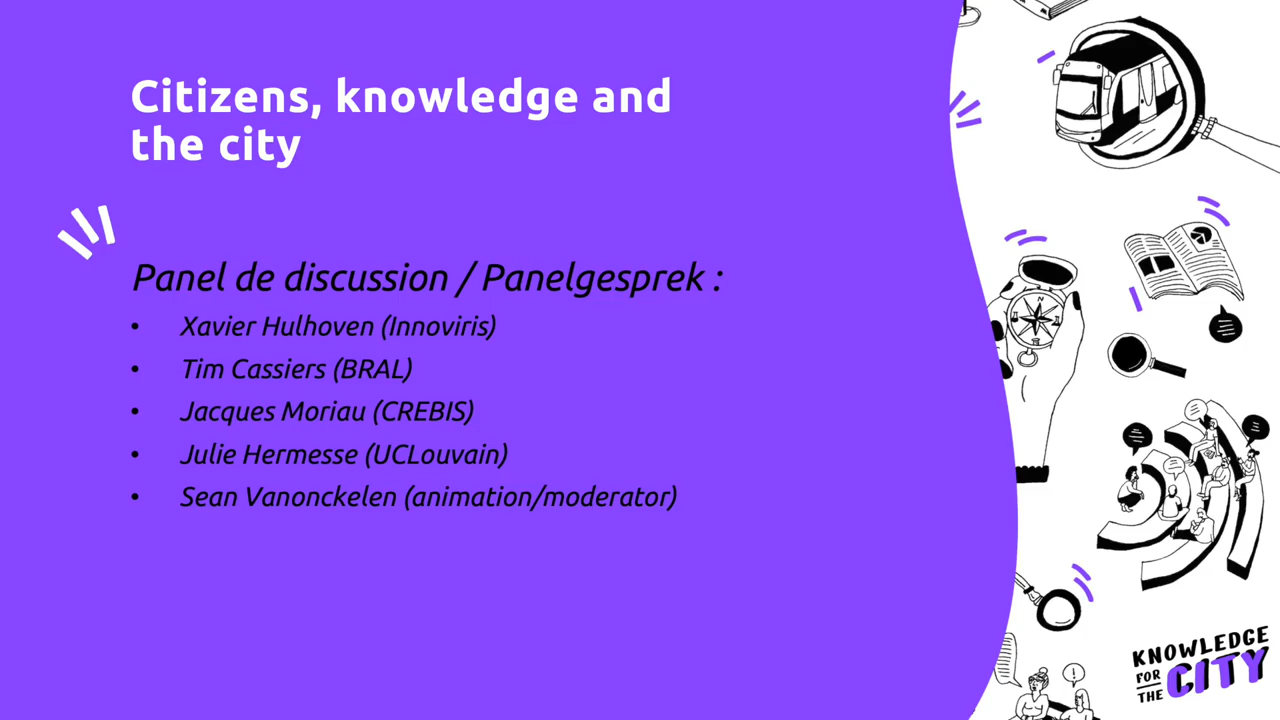 Citizens, knowledge and
the city
Panel de discussion / Panelgesprek :
• Xavier Hulhoven (Innoviris)
• Tim Cassiers (BRAL)
• Jacques Moriau (CREBIS)
• Julie Hermesse (UCLouvain)
• Sean Vanonckelen (animation/moderator)
N
!
KNOWLEDGE
FOR
THE
CITY